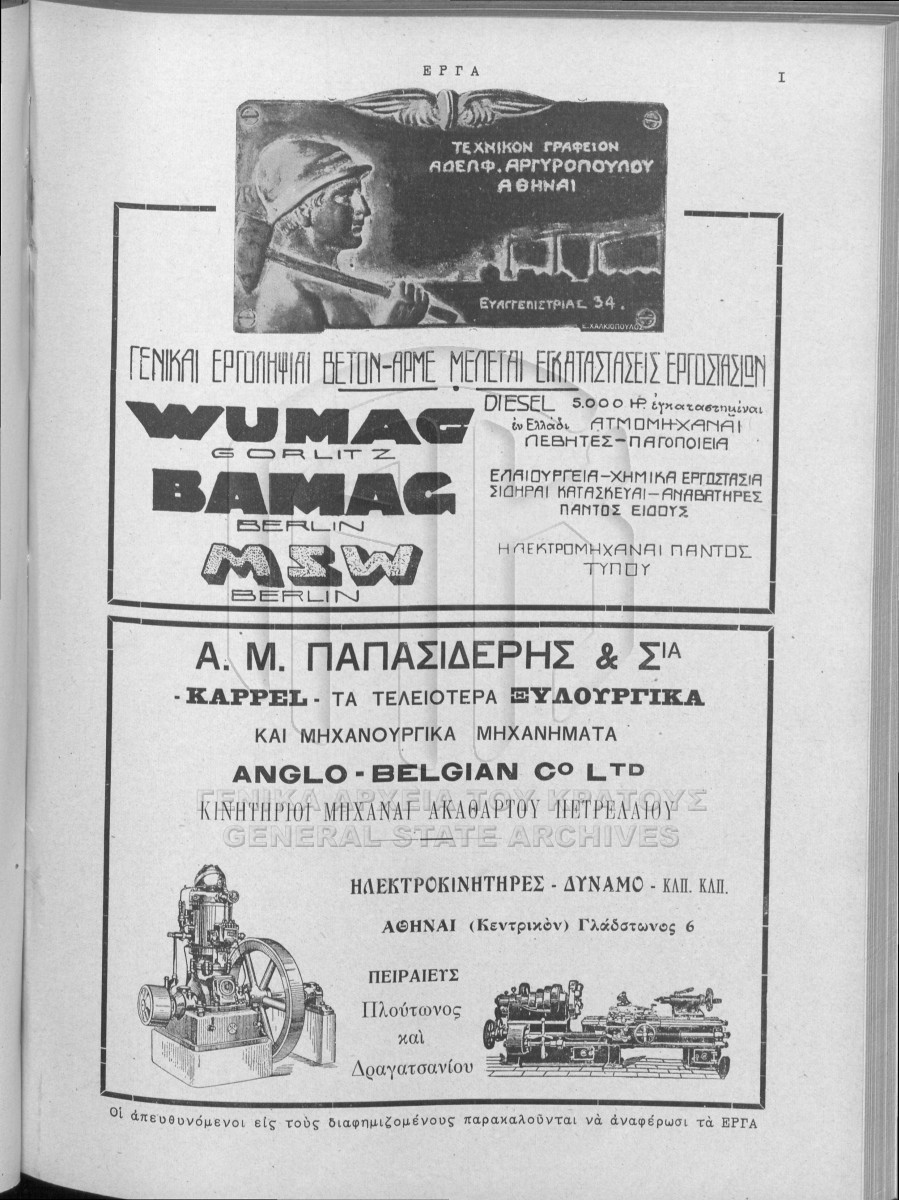 ΕΡΓΑ
I
ΤΕΧΝΙΚΟΝ ΓΡΑΦΕΙΟΝ
ΑΔΕΛΦ. ΑΡΓΥΡΟΠΟΥΛΟΥ
ΑΘΗΝΑΙ
ΕΥΑΓΓΕΛΙΣΤΡΙΑΣ 34.
Ε. ΧΑΛΚΙΟΠΟΥΛΟΣ
ΓΕΝΙΚΑΙ ΕΡΓΟΛΗΨΙΑΙ ΒΕΤΟΝ-ΑΡΜΕ ΜΕΛΕΤΑΙ ΕΓΚΑΤΑΣΤΑΣΕΙΣ ΕΡΓΟΣΤΑΣΙΩΝ
WUMAG
GORLITZ
BAMAG
BERLIN
MSW
BERLIN
DIESEL 5.000 HP. ἐγκαταστημέναι
ἐν Ελλάδι ΑΤΜΟΜΗΧΑΝΑΙ
ΛΕΒΗΤΕΣ-ΠΑΓΟΠΟΙΕΙΑ
ΕΛΑΙΟΥΡΓΕΙΑ-ΧΗΜΙΚΑ ΕΡΓΟΣΤΑΣΙΑ
ΣΙΔΗΡΑΙ ΚΑΤΑΣΚΕΥΑΙ-ΑΝΑΒΑΤΗΡΕΣ
ΠΑΝΤΟΣ ΕΙΔΟΥΣ
ΗΛΕΚΤΡΟΜΗΧΑΝΑΙ ΠΑΝΤΟΣ
ΤΥΠΟΥ
Α. Μ. ΠΑΠΑΣΙΔΕΡΗΣ & ΣΙΑ
- KAPPEL - ΤΑ ΤΕΛΕΙΟΤΕΡΑ ΞΥΛΟΥΡΓΙΚΑ
ΚΑΙ ΜΗΧΑΝΟΥΡΓΙΚΑ ΜΗΧΑΝΗΜΑΤΑ
ANGLO - BELGIAN CO LTD
ΓΕΝΙΚΑ ΑΡΧΕΙΑ ΤΟΥ ΚΡΑΤΟΥΣ
ΚΙΝΗΤΗΡΙΟΙ ΜΗΧΑΝΑΙ ΑΚΑΘΑΡΤΟΥ ΠΕΤΡΕΛΑΙΟΥ
GENERAL STATE ARCHIVES
ΗΛΕΚΤΡΟΚΙΝΗΤΗΡΕΣ - ΔΥΝΑΜΟ - ΚΛΠ. ΚΛΠ.
ΑΘΗΝΑΙ (Κεντρικὸν) Γλάδστωνος 6
ΠΕΙΡΑΙΕΥΣ
Πλούτωνος
καὶ
Δραγατσανίου
Οἱ ἀπευθυνόμενοι εἰς τοὺς διαφημιζομένους παρακαλοῦνται νὰ ἀναφέρωσι τὰ ΕΡΓΑ